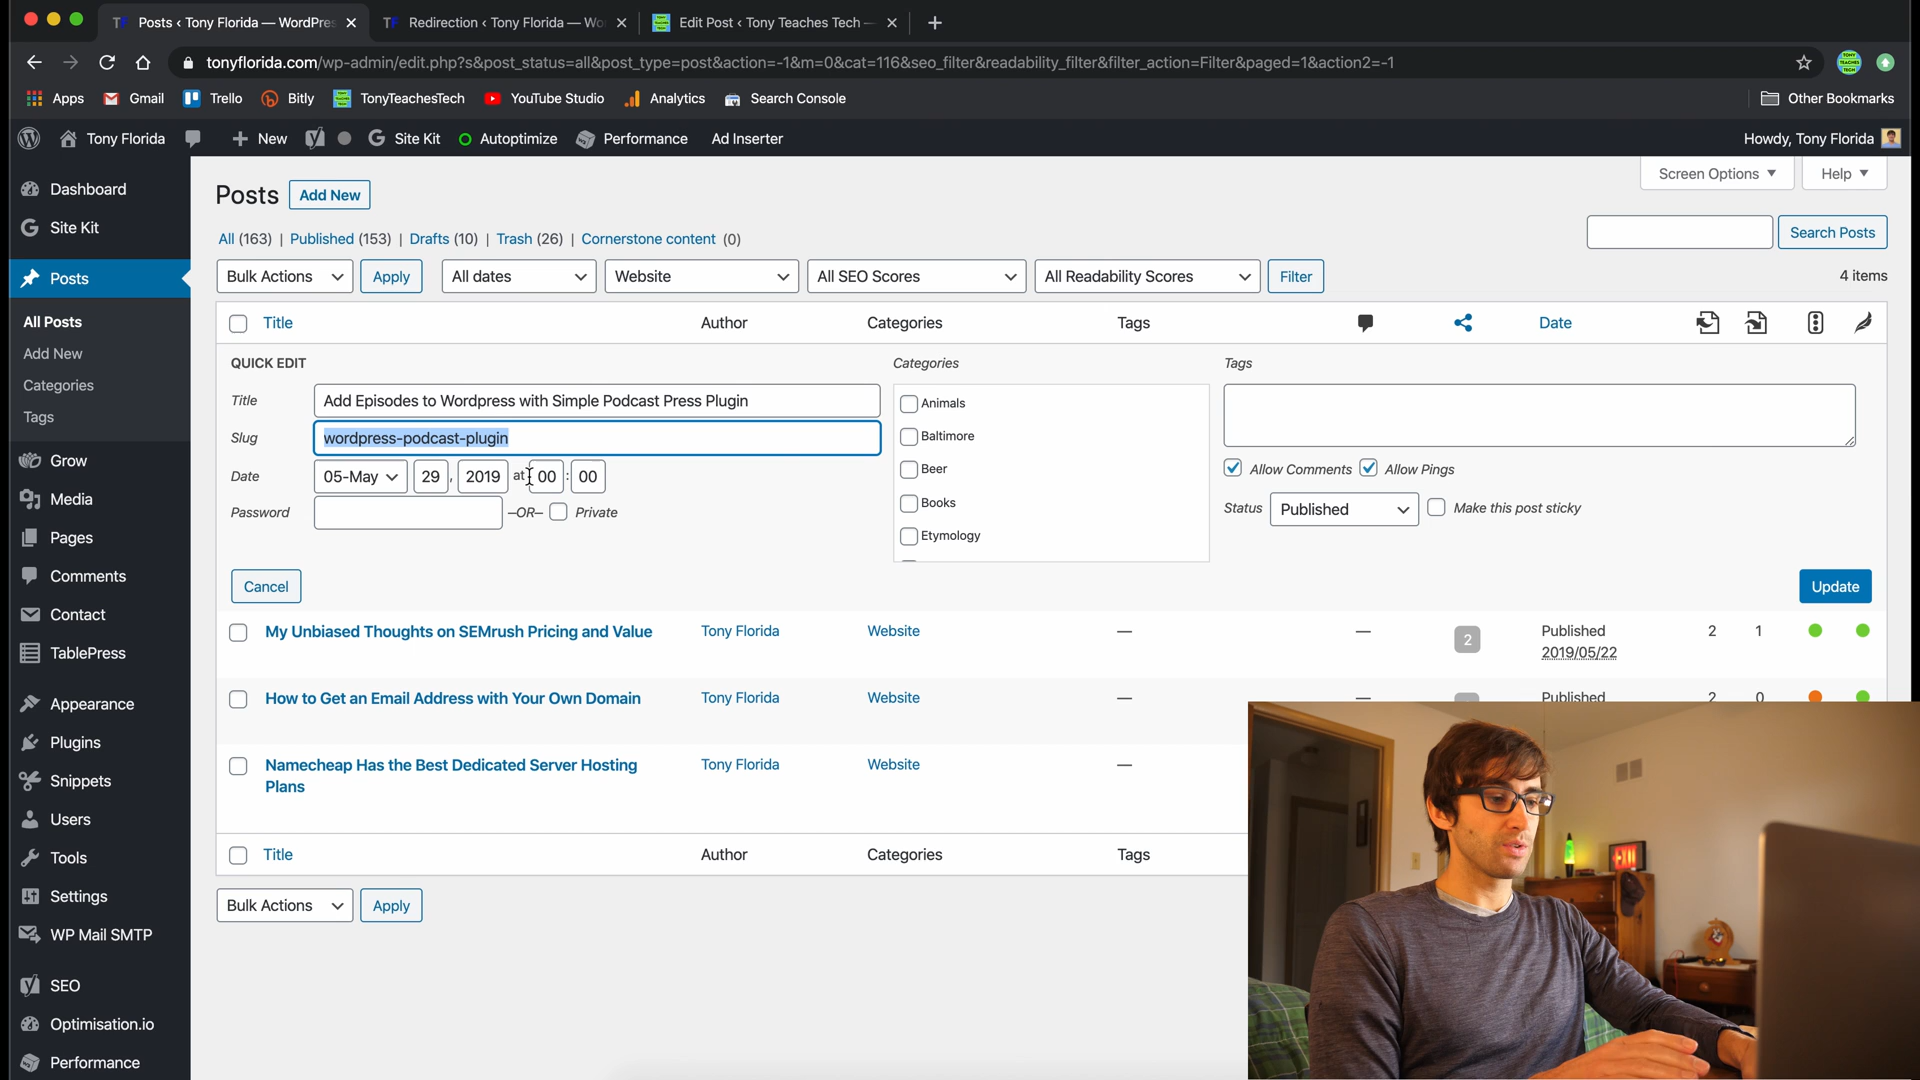 Posts ‹ Tony Florida — WordPres
TF Redirection ‹ Tony Florida — Wo
Edit Post ‹ Tony Teaches Tech —
tonyflorida.com/wp-admin/edit.php?s&post_status=all&post_type=post&action=-1&m=0&cat=116&seo_filter&readability_filter&filter_action=Filter&paged=1&action2=-1
Apps Gmail Trello Bitly TonyTeachesTech YouTube Studio Analytics Search Console Other Bookmarks
Tony Florida New Site Kit Autoptimize Performance Ad Inserter Howdy, Tony Florida
Dashboard
Site Kit
Posts
All Posts
Add New
Categories
Tags
Grow
Media
Pages
Comments
Contact
TablePress
Appearance
Plugins
Snippets
Users
Tools
Settings
WP Mail SMTP
SEO
Optimisation.io
Performance
Screen Options Help
Posts Add New
All (163) | Published (153) | Drafts (10) | Trash (26) | Cornerstone content (0)
Search Posts
Bulk Actions Apply All dates Website All SEO Scores All Readability Scores Filter 4 items
Title Author Categories Tags Date
QUICK EDIT Categories Tags
Title Add Episodes to Wordpress with Simple Podcast Press Plugin
Slug wordpress-podcast-plugin
Date 05-May 29 , 2019 at 00 : 00
Password –OR– Private
Animals
Baltimore
Beer
Books
Etymology
Allow Comments Allow Pings
Status Published Make this post sticky
Cancel Update
My Unbiased Thoughts on SEMrush Pricing and Value Tony Florida Website — — 2 Published 2 1
2019/05/22
How to Get an Email Address with Your Own Domain Tony Florida Website — — Published 2 0
Namecheap Has the Best Dedicated Server Hosting Tony Florida Website —
Plans
Title Author Categories Tags
Bulk Actions Apply